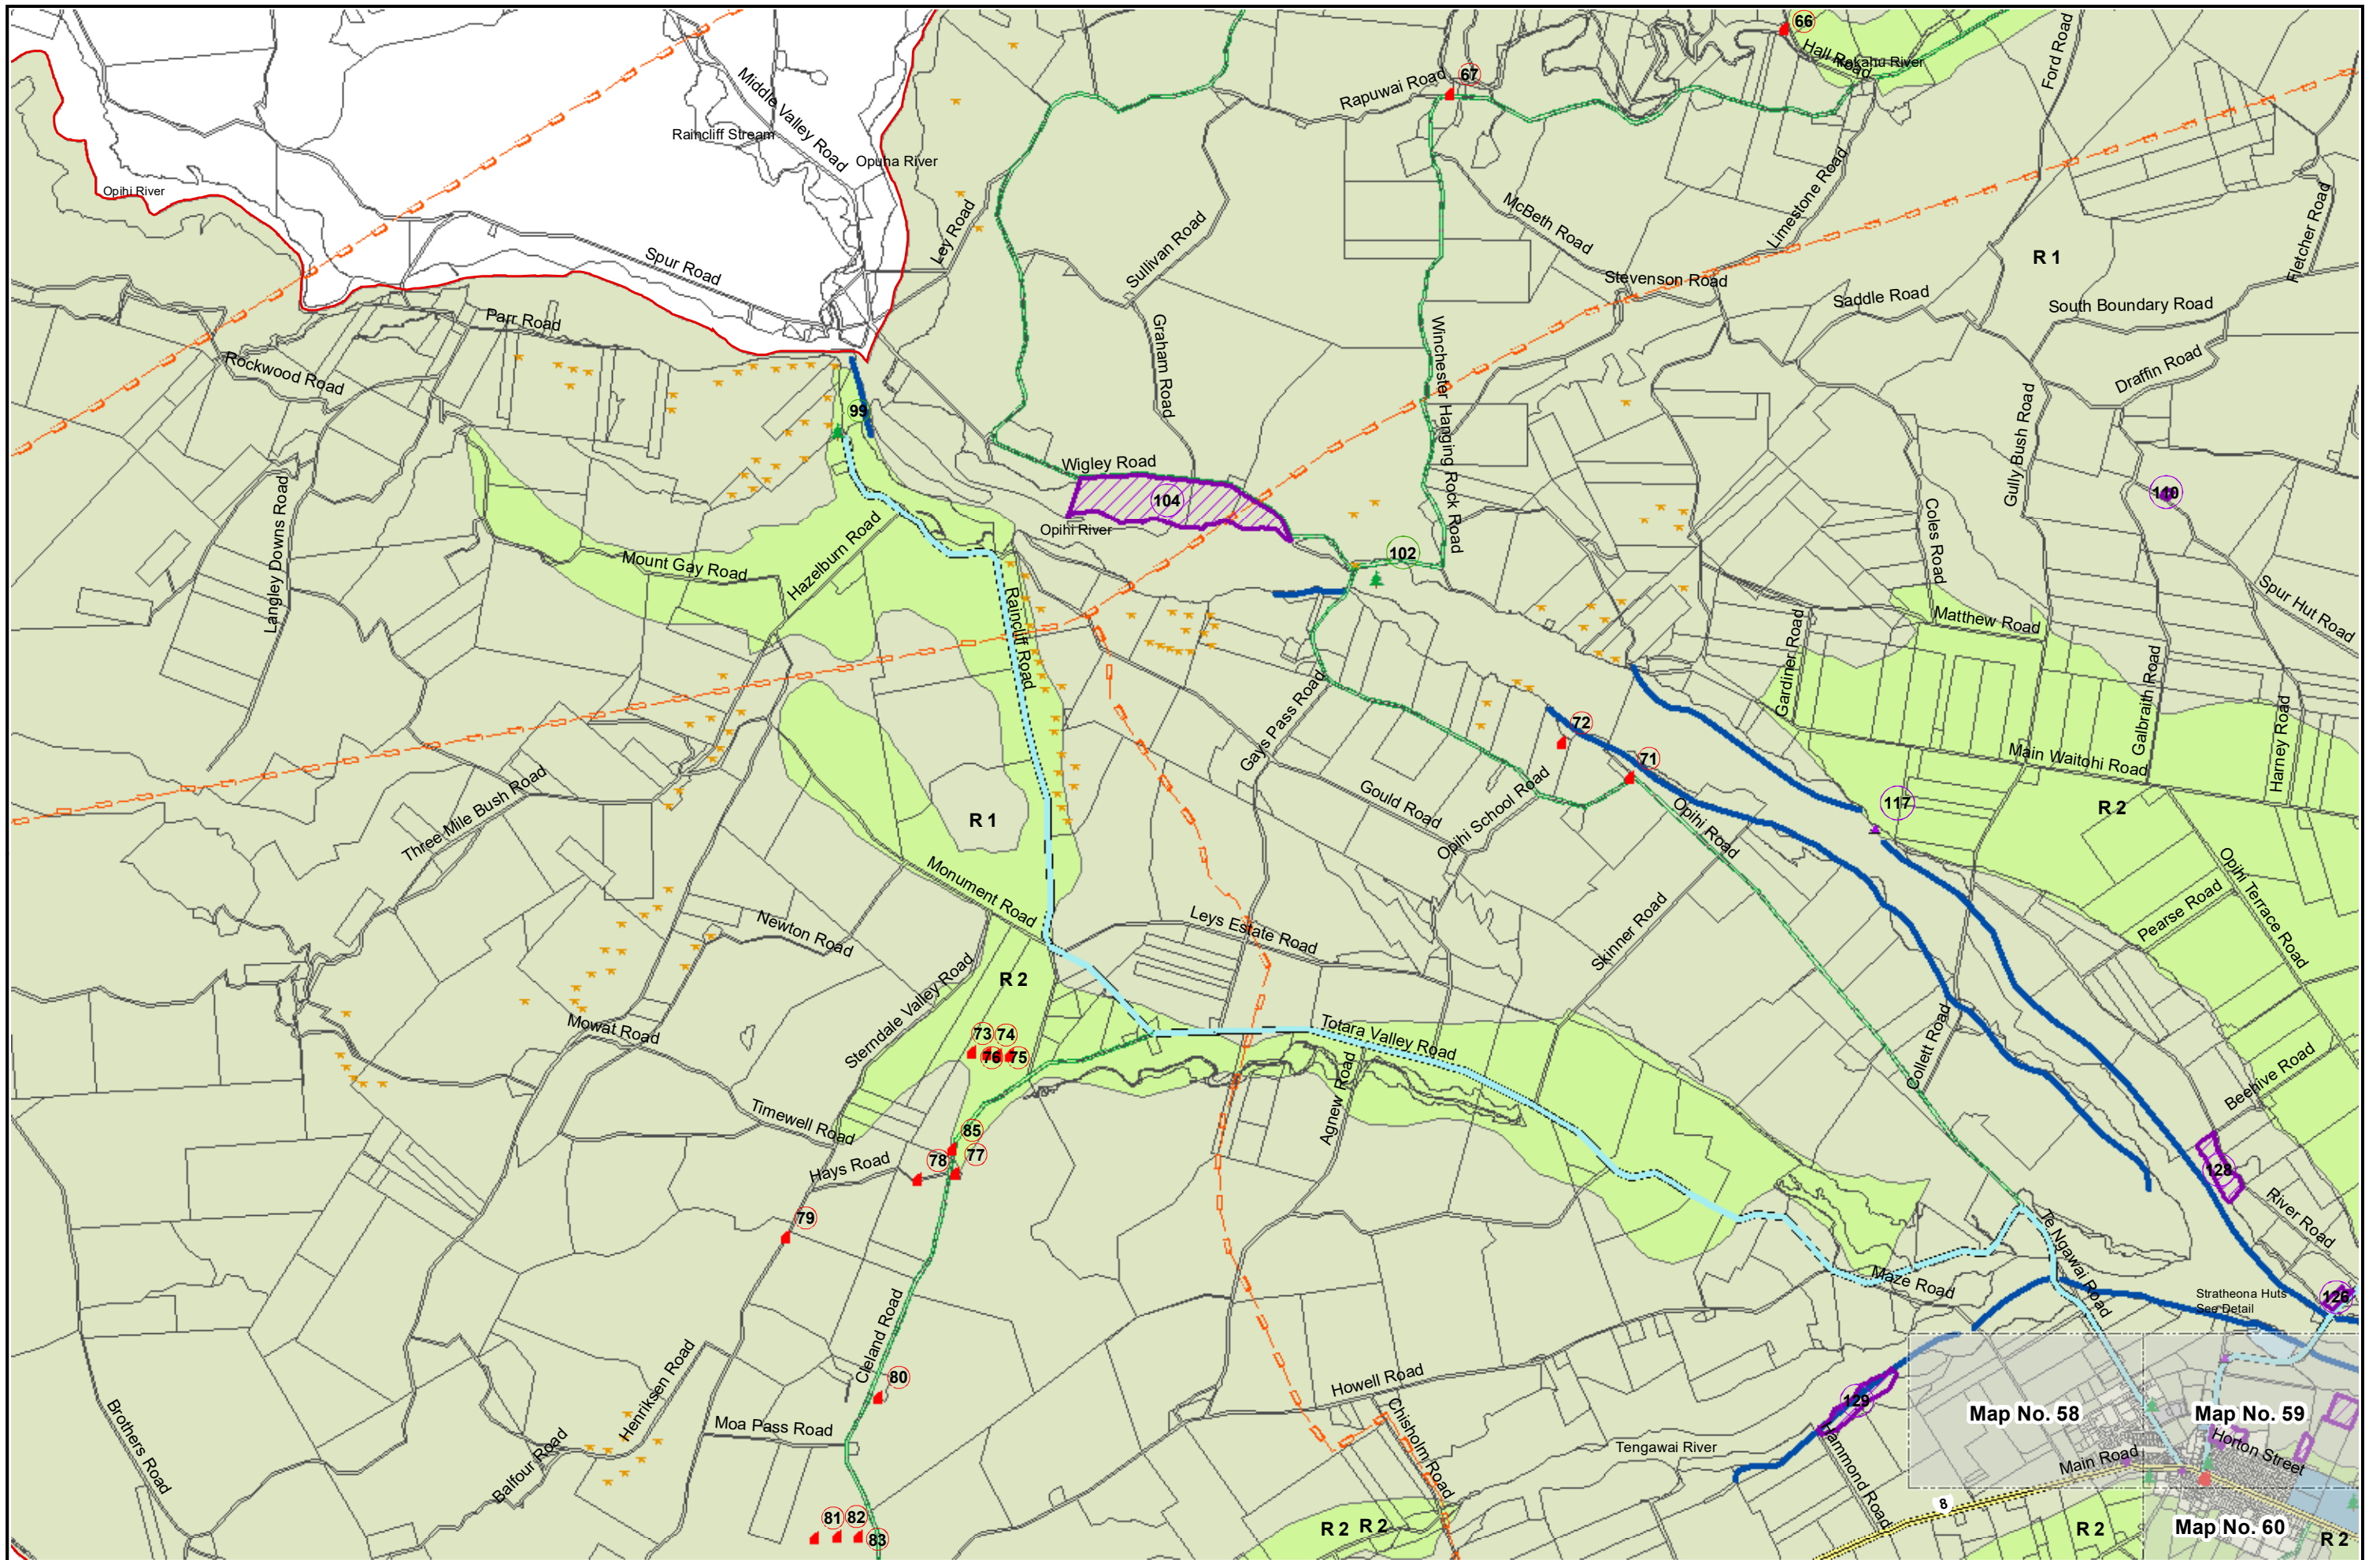 66
Hall Road
Kakahu River
Ford Road
67
Rapuwai Road
Middle Valley Road
Raincliff Stream
Opuha River
Opihi River
Ley Road
Sullivan Road
McBeth Road
Limestone Road
Fletcher Road
R 1
Spur Road
Stevenson Road
Saddle Road
South Boundary Road
Parr Road
Graham Road
Winchester Hanging Rock Road
Rockwood Road
Draffin Road
99
Gully Bush Road
Wigley Road
104
110
Langley Downs Road
Opihi River
Hazelburn Road
Coles Road
102
Mount Gay Road
Raincliff Road
Spur Hut Road
Matthew Road
Gardiner Road
Galbraith Road
Gays Pass Road
Harney Road
72
71
Main Waitohi Road
Three Mile Bush Road
Gould Road
Opihi School Road
Opihi Road
117
R 2
R 1
Monument Road
Opihi Terrace Road
Pearse Road
Newton Road
Leys Estate Road
Skinner Road
R 2
Sterndale Valley Road
Mowat Road
73
74
76
75
Totara Valley Road
Agnew Road
Collett Road
Beehive Road
Timewell Road
85
77
78
Hays Road
128
79
River Road
Te Ngawai Road
Maze Road
Stratheona Huts
See Detail
126
Cleland Road
80
Howell Road
Henriksen Road
Chisholm Road
129
Map No. 58
Map No. 59
Moa Pass Road
Brothers Road
Balfour Road
Tengawai River
Hammond Road
Main Road
Horton Street
8
81
82
83
R 2
R 2
R 2
Map No. 60
R 2